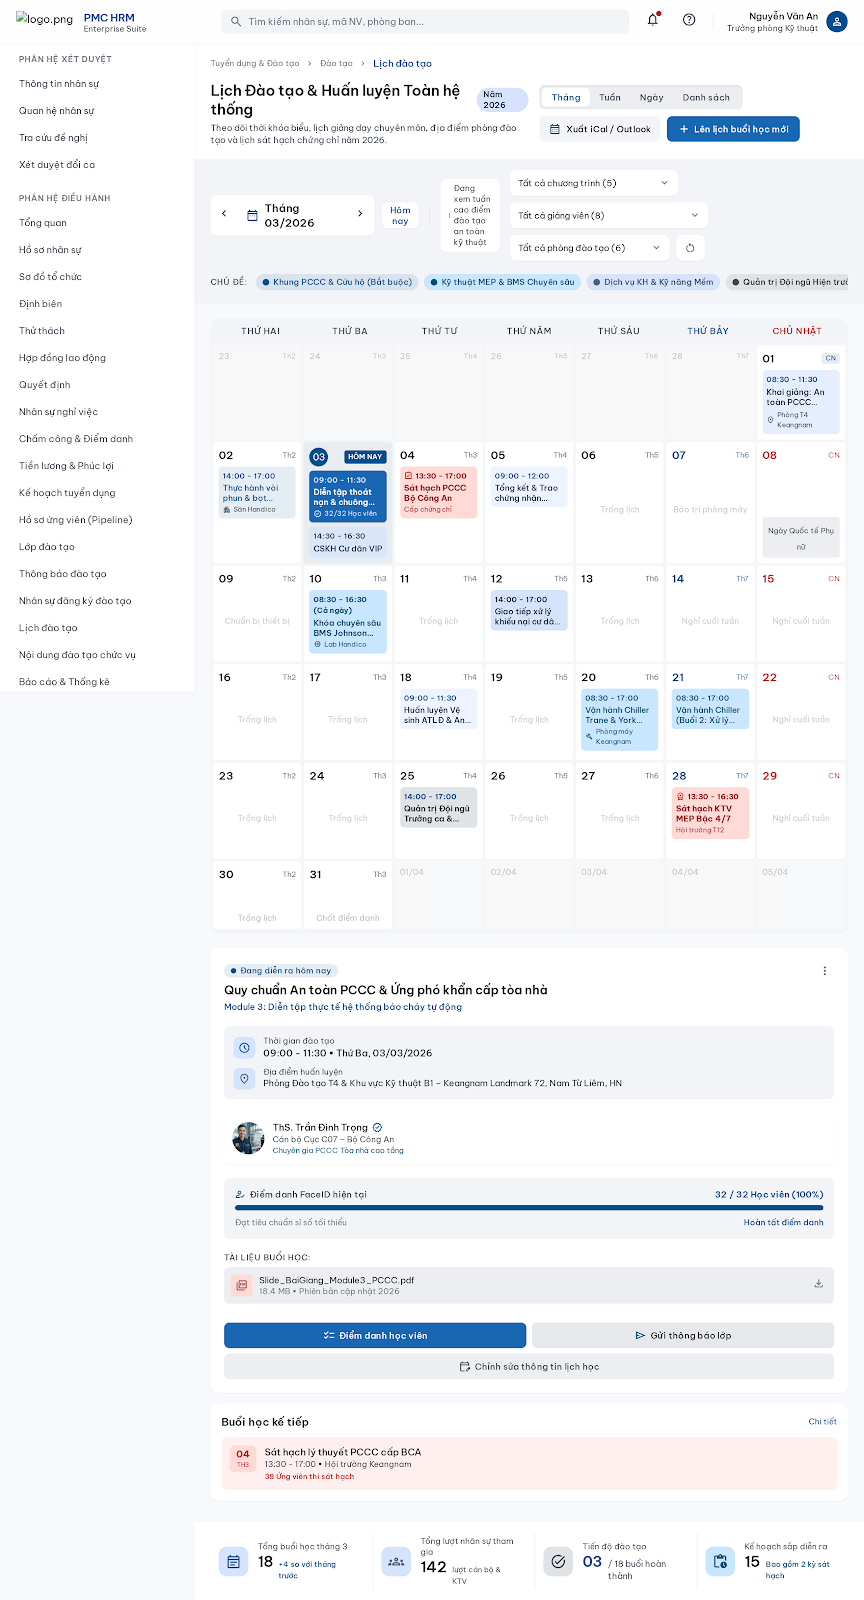 logo.png
PMC HRM
Enterprise Suite
Tìm kiếm nhân sự, mã NV, phòng ban...
Nguyễn Văn An
Trưởng phòng Kỹ thuật
PHÂN HỆ XÉT DUYỆT
Thông tin nhân sự
Quan hệ nhân sự
Tra cứu đề nghị
Xét duyệt đổi ca
PHÂN HỆ ĐIỀU HÀNH
Tổng quan
Hồ sơ nhân sự
Sơ đồ tổ chức
Định biên
Thử thách
Hợp đồng lao động
Quyết định
Nhân sự nghỉ việc
Chấm công & Điểm danh
Tiền lương & Phúc lợi
Kế hoạch tuyển dụng
Hồ sơ ứng viên (Pipeline)
Lớp đào tạo
Thông báo đào tạo
Nhân sự đăng ký đào tạo
Lịch đào tạo
Nội dung đào tạo chức vụ
Báo cáo & Thống kê
Tuyển dụng & Đào tạo > Đào tạo > Lịch đào tạo
Lịch Đào tạo & Huấn luyện Toàn hệ
thống
Năm
2026
Theo dõi thời khóa biểu, lịch giảng dạy chuyên môn, địa điểm phòng đào
tạo và lịch sát hạch chứng chỉ năm 2026.
Tháng Tuần Ngày Danh sách
Xuất iCal / Outlook
Lên lịch buổi học mới
Tháng
03/2026
Hôm
nay
Đang
xem tuần
cao điểm
đào tạo
an toàn
kỹ thuật
Tất cả chương trình (5)
Tất cả giảng viên (8)
Tất cả phòng đào tạo (6)
CHỦ ĐỀ:
Khung PCCC & Cứu hộ (Bắt buộc)
Kỹ thuật MEP & BMS Chuyên sâu
Dịch vụ KH & Kỹ năng Mềm
Quản trị Đội ngũ Hiện trườ
THỨ HAI THỨ BA THỨ TƯ THỨ NĂM THỨ SÁU THỨ BẢY CHỦ NHẬT
23 Th2
24 Th3
25 Th4
26 Th5
27 Th6
28 Th7
01 CN
08:30 - 11:30
Khai giảng: An
toàn PCCC...
Phòng T4
Keangnam
02 Th2
14:00 - 17:00
Thực hành vòi
phun & bọt...
Sân Handico
03 HÔM NAY
09:00 - 11:30
Diễn tập thoát
nạn & chuông...
32/32 Học viên
14:30 - 16:30
CSKH Cư dân VIP
04 Th3
13:30 - 17:00
Sát hạch PCCC
Bộ Công An
Cấp chứng chỉ
05 Th4
09:00 - 12:00
Tổng kết & Trao
chứng nhận...
06 Th5
Trống lịch
07 Th6
Bảo trì phòng máy
08 CN
Ngày Quốc tế Phụ
nữ
09 Th2
Chuẩn bị thiết bị
10 Th3
08:30 - 16:30
(Cả ngày)
Khóa chuyên sâu
BMS Johnson...
Lab Handico
11 Th4
Trống lịch
12 Th5
14:00 - 17:00
Giao tiếp xử lý
khiếu nại cư dâ...
13 Th6
Trống lịch
14 Th7
Nghỉ cuối tuần
15 CN
Nghỉ cuối tuần
16 Th2
Trống lịch
17 Th3
Trống lịch
18 Th4
09:00 - 11:30
Huấn luyện Vệ
sinh ATLĐ & An...
19 Th5
Trống lịch
20 Th6
08:30 - 17:00
Vận hành Chiller
Trane & York...
Phòng máy
Keangnam
21 Th7
08:30 - 17:00
Vận hành Chiller
(Buổi 2: Xử lý...
22 CN
Nghỉ cuối tuần
23 Th2
Trống lịch
24 Th3
Trống lịch
25 Th4
14:00 - 17:00
Quản trị Đội ngũ
Trưởng ca &...
26 Th5
Trống lịch
27 Th6
Trống lịch
28 Th7
13:30 - 16:30
Sát hạch KTV
MEP Bậc 4/7
Hội trường T12
29 CN
Nghỉ cuối tuần
30 Th2
Trống lịch
31 Th3
Chốt điểm danh
01/04
02/04
03/04
04/04
05/04
Đang diễn ra hôm nay
Quy chuẩn An toàn PCCC & Ứng phó khẩn cấp tòa nhà
Module 3: Diễn tập thực tế hệ thống báo cháy tự động
Thời gian đào tạo
09:00 - 11:30 • Thứ Ba, 03/03/2026
Địa điểm huấn luyện
Phòng Đào tạo T4 & Khu vực Kỹ thuật B1 – Keangnam Landmark 72, Nam Từ Liêm, HN
ThS. Trần Đình Trọng
Cán bộ Cục C07 – Bộ Công An
Chuyên gia PCCC Tòa nhà cao tầng
Điểm danh FaceID hiện tại
32 / 32 Học viên (100%)
Đạt tiêu chuẩn sĩ số tối thiểu
Hoàn tất điểm danh
TÀI LIỆU BUỔI HỌC:
Slide_BaiGiang_Module3_PCCC.pdf
18.4 MB • Phiên bản cập nhật 2026
Điểm danh học viên
Gửi thông báo lớp
Chỉnh sửa thông tin lịch học
Buổi học kế tiếp
Chi tiết
04
TH3
Sát hạch lý thuyết PCCC cấp BCA
13:30 - 17:00 • Hội trường Keangnam
38 Ứng viên thi sát hạch
Tổng buổi học tháng 3
18 +4 so với tháng
trước
Tổng lượt nhân sự tham
gia
142 lượt cán bộ &
KTV
Tiến độ đào tạo
03 / 18 buổi hoàn
thành
Kế hoạch sắp diễn ra
15 Bao gồm 2 kỳ sát
hạch